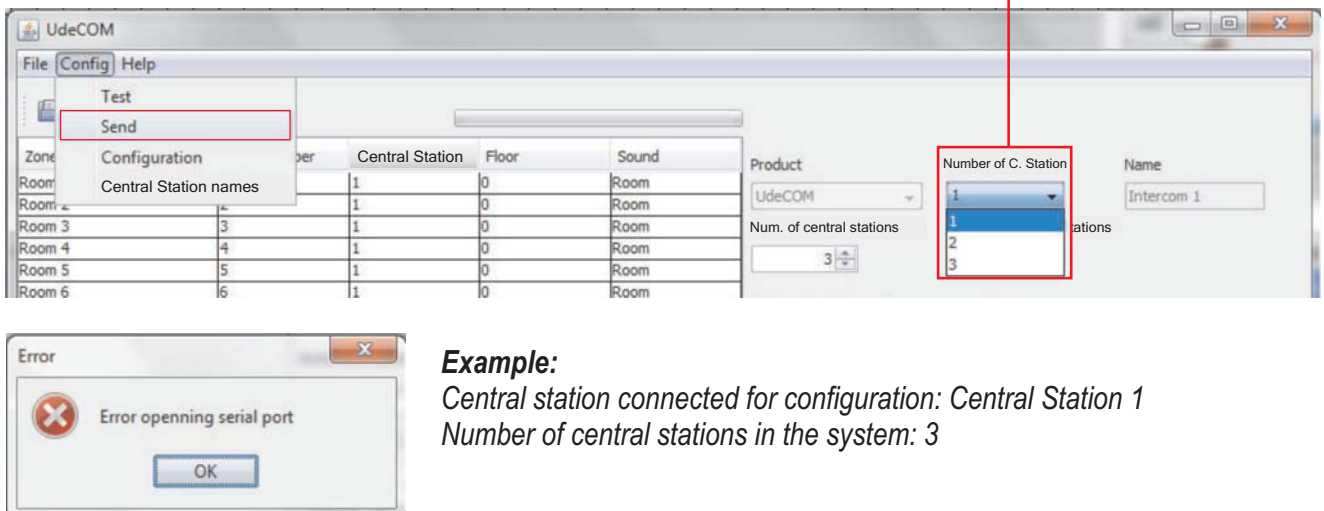 UdeCOM
File Config Help
Test
Send
Configuration
Central Station names
Zone ber Central Station Floor Sound
Room 1 0 Room
Room 2 2 1 0 Room
Room 3 3 1 0 Room
Room 4 4 1 0 Room
Room 5 5 1 0 Room
Room 6 6 1 0 Room
Product Number of C. Station Name
UdeCOM 1 Intercom 1
Num. of central stations 1 ations
3 2
3
Error
Error openning serial port
OK
Example:
Central station connected for configuration: Central Station 1
Number of central stations in the system: 3